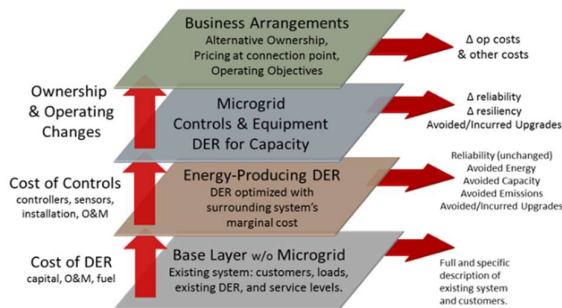 Business Arrangements
Alternative Ownership,
Pricing at connection point,
Operating Objectives
Δ op costs
& other costs
Ownership
& Operating
Changes
Microgrid
Controls & Equipment
DER for Capacity
Δ reliability
Δ resiliency
Avoided/Incurred Upgrades
Cost of Controls
controllers, sensors,
installation, O&M
Energy-Producing DER
DER optimized with
surrounding system's
marginal cost
Reliability (unchanged)
Avoided Energy
Avoided Capacity
Avoided Emissions
Avoided/Incurred Upgrades
Cost of DER
capital, O&M, fuel
Base Layer w/o Microgrid
Existing system: customers, loads,
existing DER, and service levels.
Full and specific
description of
existing system
and customers.